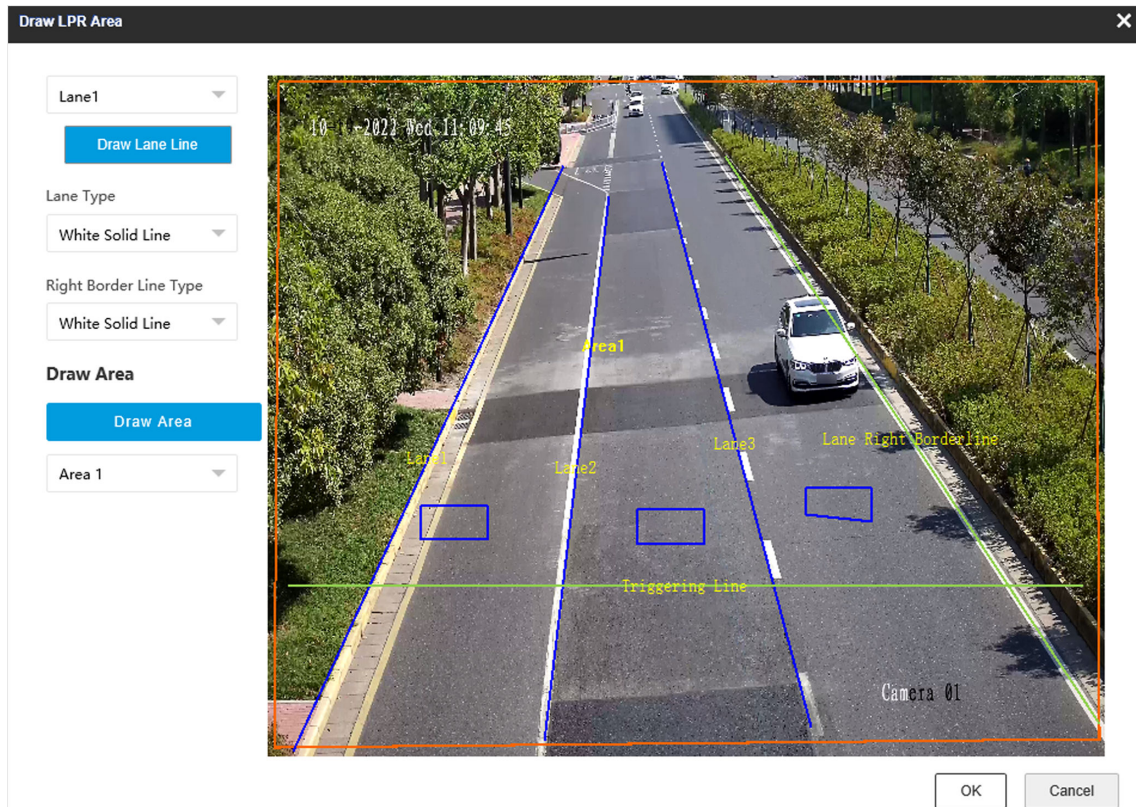 Draw LPR Area
Lane1
Draw Lane Line
Lane Type
White Solid Line
Right Border Line Type
White Solid Line
Draw Area
Draw Area
Area 1
10 -2022 Wed 11:09:45
Area1
Lane1
Lane2
Lane3
Lane Right Borderline
Triggering Line
Camera 01
OK
Cancel